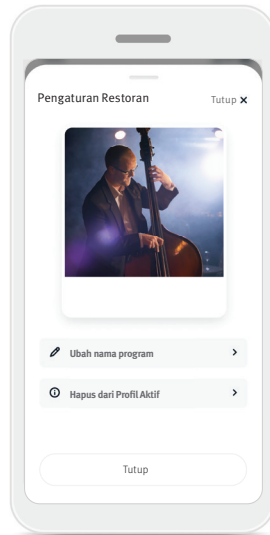 Pengaturan Restoran
Tutup ×
Ubah nama program
Hapus dari Profil Aktif
Tutup